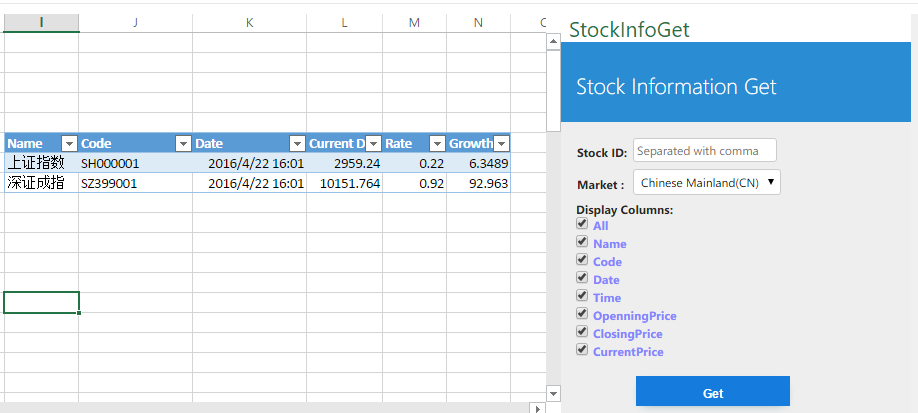 I J K L M N C
StockInfoGet
Stock Information Get
Name Code Date Current D Rate Growth
上证指数 SH000001 2016/4/22 16:01 2959.24 0.22 6.3489
深证成指 SZ399001 2016/4/22 16:01 10151.764 0.92 92.963
Stock ID: Separated with comma
Market : Chinese Mainland(CN)
Display Columns:
All
Name
Code
Date
Time
OpenningPrice
ClosingPrice
CurrentPrice
Get